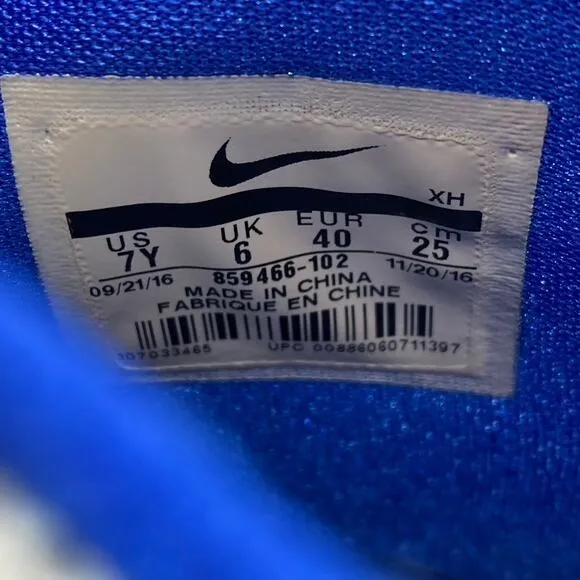 XH
US UK EUR cm
7Y 6 40 25
09/21/16 859466-102 11/20/16
MADE IN CHINA
FABRIQUE EN CHINE
307033465 UPC 00886060711397